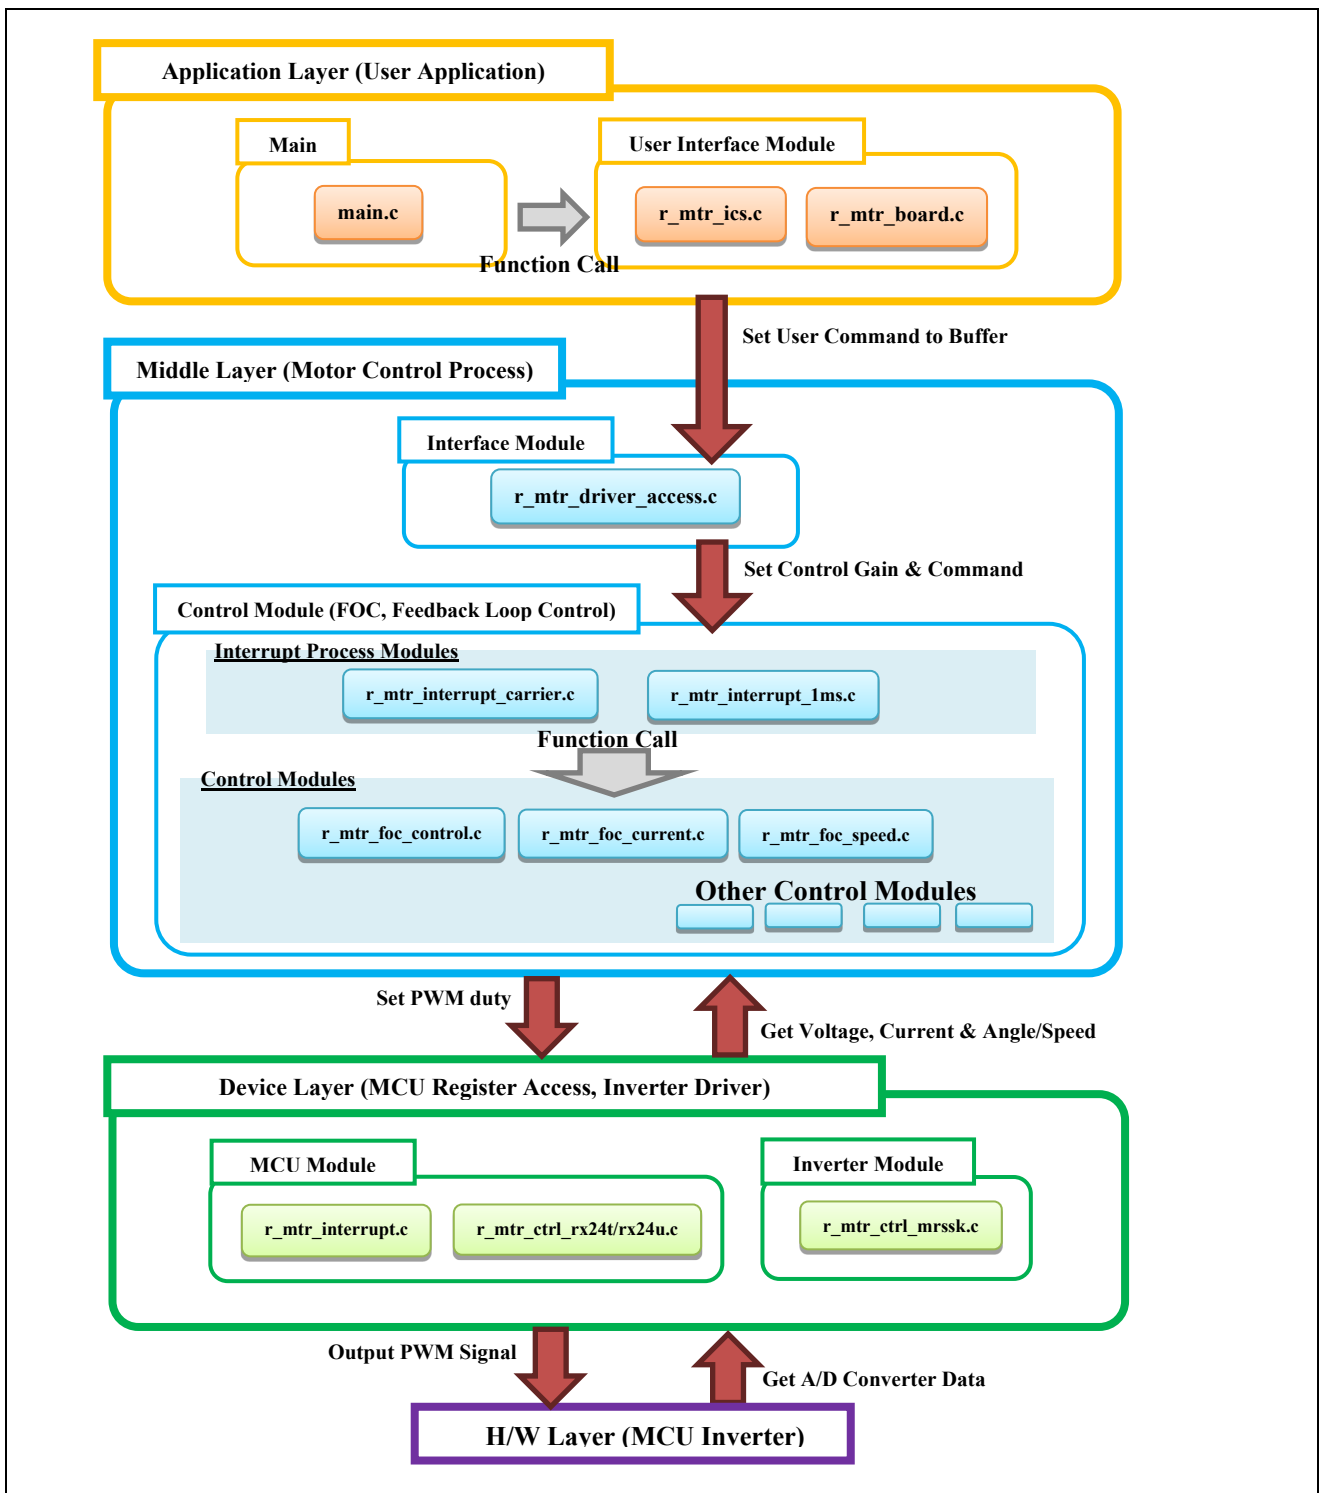 Application Layer (User Application)
Main
User Interface Module
main.c
r_mtr_ics.c
r_mtr_board.c
Function Call
Set User Command to Buffer
Middle Layer (Motor Control Process)
Interface Module
r_mtr_driver_access.c
Set Control Gain & Command
Control Module (FOC, Feedback Loop Control)
Interrupt Process Modules
r_mtr_interrupt_carrier.c
r_mtr_interrupt_1ms.c
Function Call
Control Modules
r_mtr_foc_control.c
r_mtr_foc_current.c
r_mtr_foc_speed.c
Other Control Modules
Set PWM duty
Get Voltage, Current & Angle/Speed
Device Layer (MCU Register Access, Inverter Driver)
MCU Module
Inverter Module
r_mtr_interrupt.c
r_mtr_ctrl_rx24t/rx24u.c
r_mtr_ctrl_mrssk.c
Output PWM Signal
Get A/D Converter Data
H/W Layer (MCU Inverter)